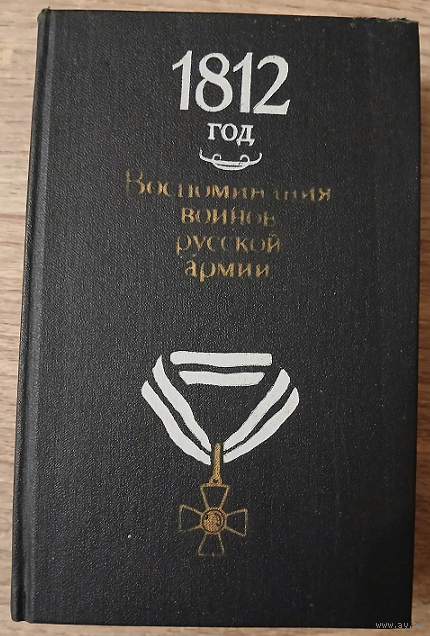 1812
год
Воспоминания
воинов
русской
армии